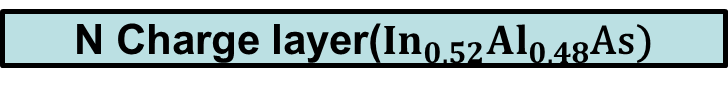 N Charge layer(In₀.₅₂Al₀.₄₈As)